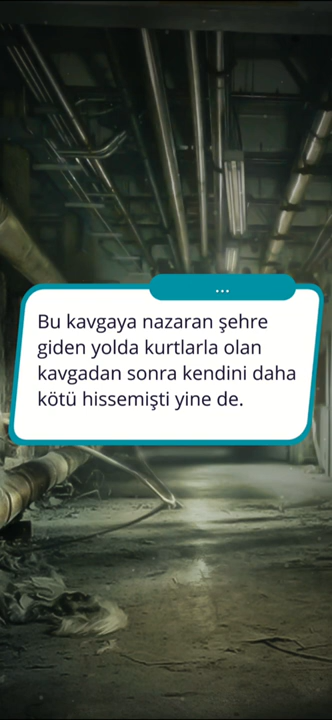 ...
Bu kavgaya nazaran şehre
giden yolda kurtlarla olan
kavgadan sonra kendini daha
kötü hissemişti yine de.